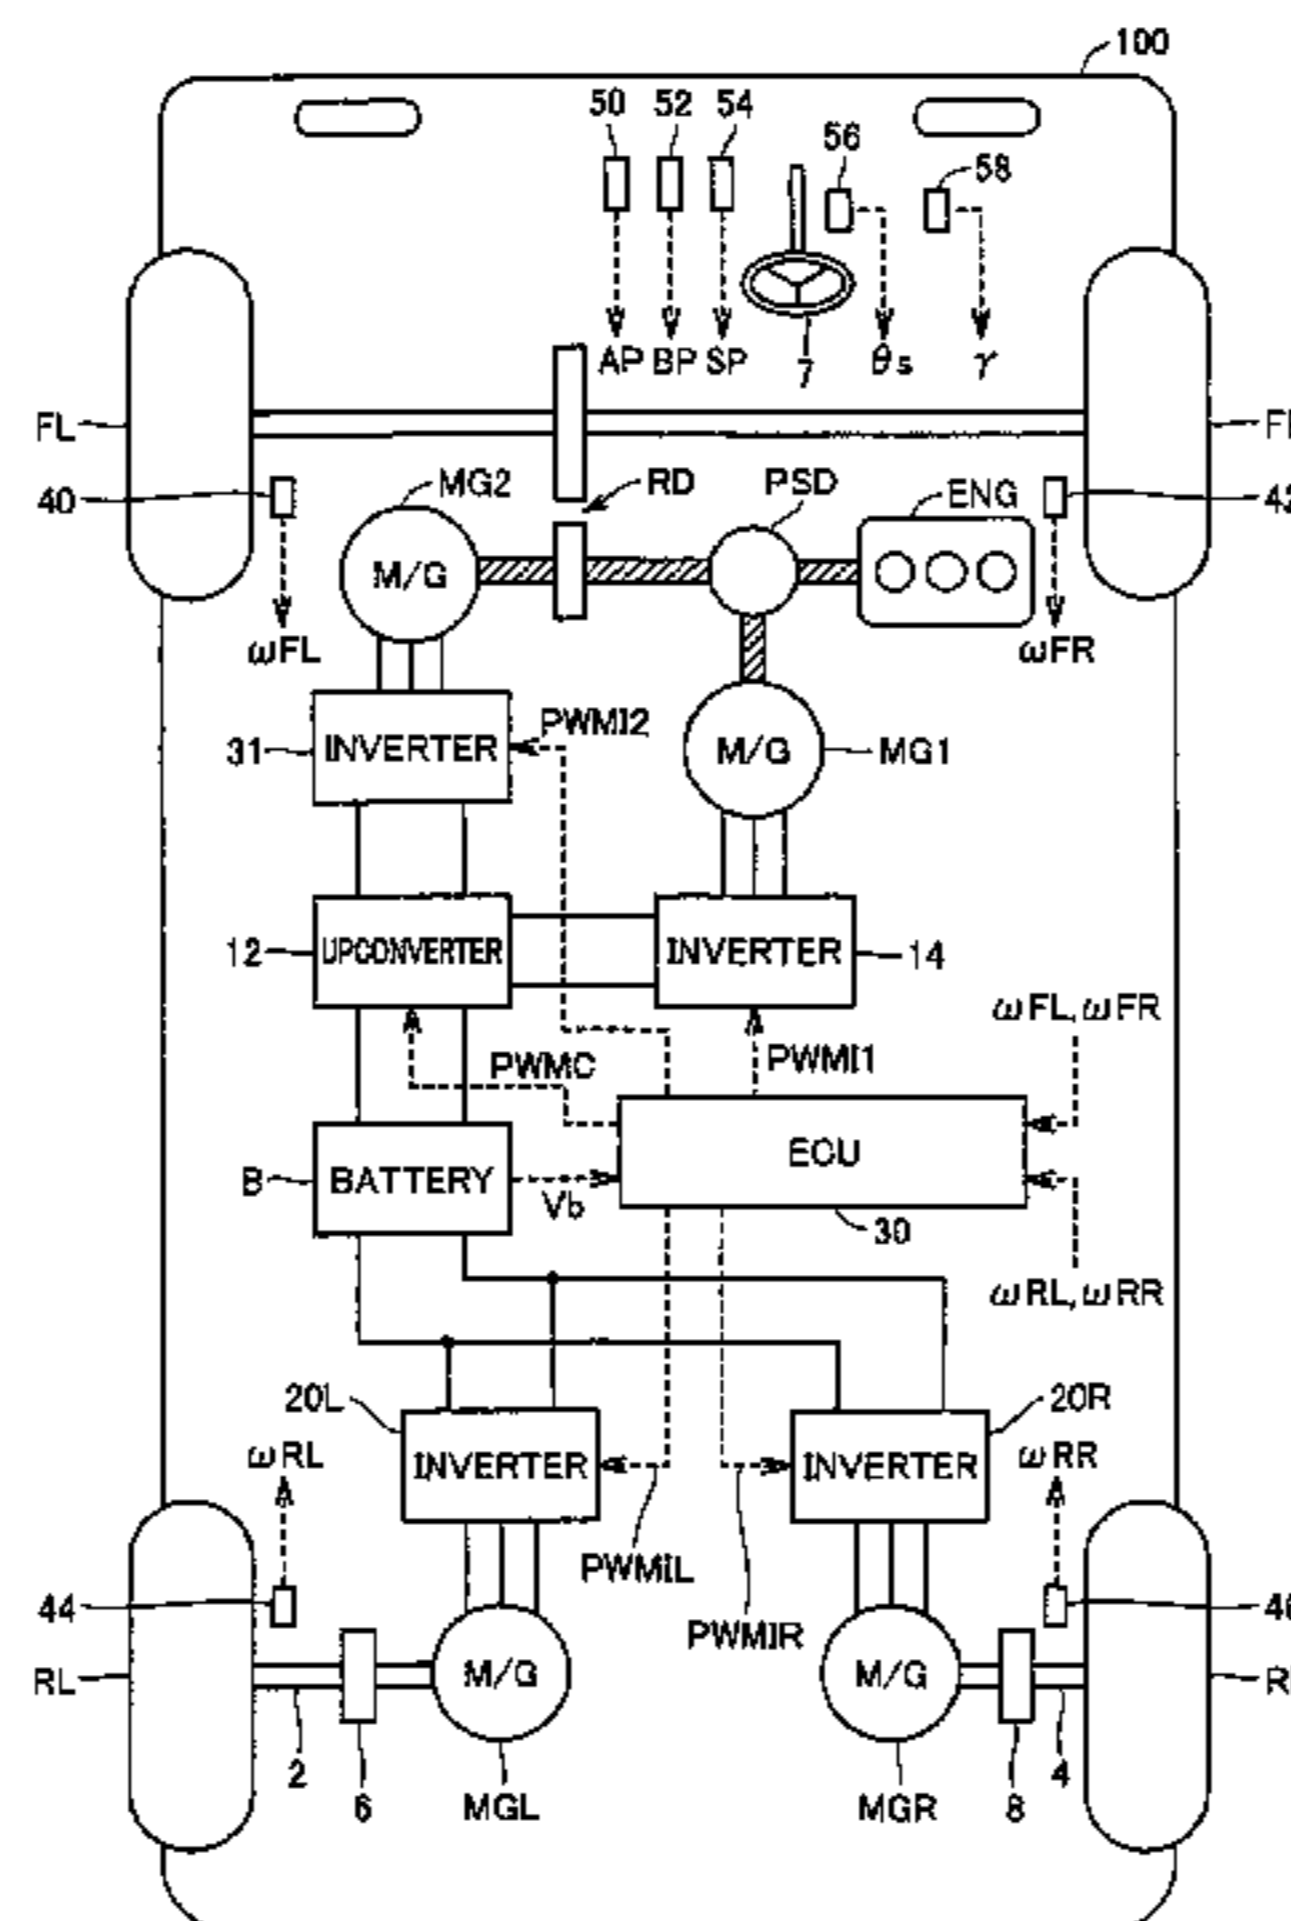 100
50 52 54
56
58
AP BP SP
7
θs
γ
FL
40
MG2
RD
PSD
ENG
M/G
ωFL
ωFR
31
INVERTER
PWMI2
M/G
MG1
12
UPCONVERTER
INVERTER
14
ωFL,ωFR
PWMC
PWMI1
ECU
B
BATTERY
Vb
30
ωRL,ωRR
20L
20R
ωRL
INVERTER
INVERTER
ωRR
PWMIL
44
PWMIR
RL
M/G
M/G
2
6
MGL
MGR
8
4